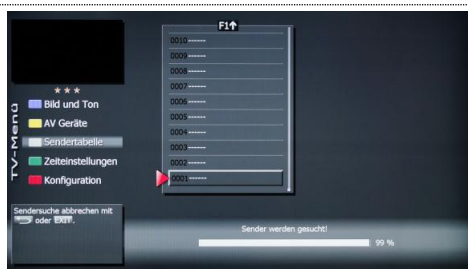 F1↑
0010------
0009------
0008------
0007------
0006------
0005------
0004------
0003------
0002------
0001------
TV-Menü
Bild und Ton
AV Geräte
Sendertabelle
Zeiteinstellungen
Konfiguration
Sendersuche abbrechen mit
oder EXIT.
Sender werden gesucht!
99 %